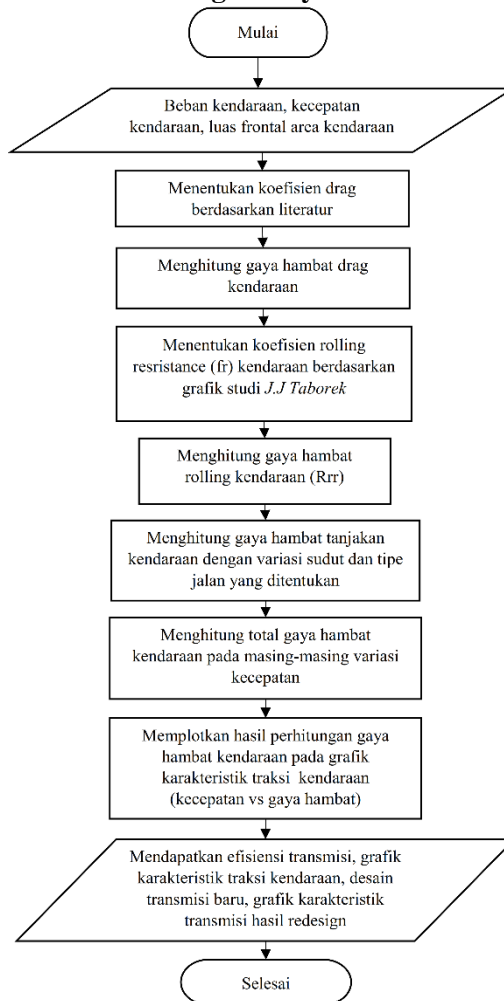 Mulai
Beban kendaraan, kecepatan
kendaraan, luas frontal area kendaraan
Menentukan koefisien drag
berdasarkan literatur
Menghitung gaya hambat drag
kendaraan
Menentukan koefisien rolling
resristance (fr) kendaraan berdasarkan
grafik studi J.J Taborek
Menghitung gaya hambat
rolling kendaraan (Rrr)
Menghitung gaya hambat tanjakan
kendaraan dengan variasi sudut dan tipe
jalan yang ditentukan
Menghitung total gaya hambat
kendaraan pada masing-masing variasi
kecepatan
Memplotkan hasil perhitungan gaya
hambat kendaraan pada grafik
karakteristik traksi kendaraan
(kecepatan vs gaya hambat)
Mendapatkan efisiensi transmisi, grafik
karakteristik traksi kendaraan, desain
transmisi baru, grafik karakteristik
transmisi hasil redesign
Selesai